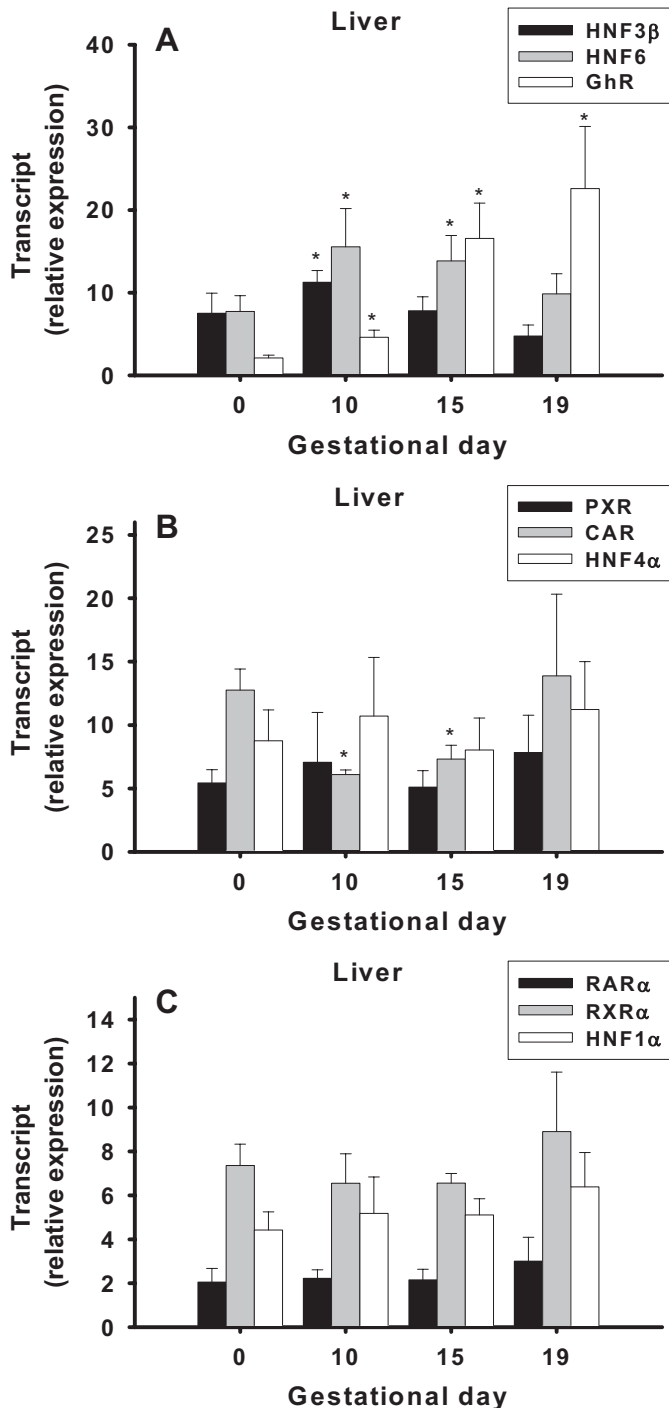 A
Liver
HNF3β
HNF6
GhR
Transcript
(relative expression)
40
30
20
10
0
*
*
*
*
*
*
0 10 15 19
Gestational day
B
Liver
PXR
CAR
HNF4α
Transcript
(relative expression)
25
20
15
10
5
0
*
*
0 10 15 19
Gestational day
C
Liver
RARα
RXRα
HNF1α
Transcript
(relative expression)
14
12
10
8
6
4
2
0
0 10 15 19
Gestational day